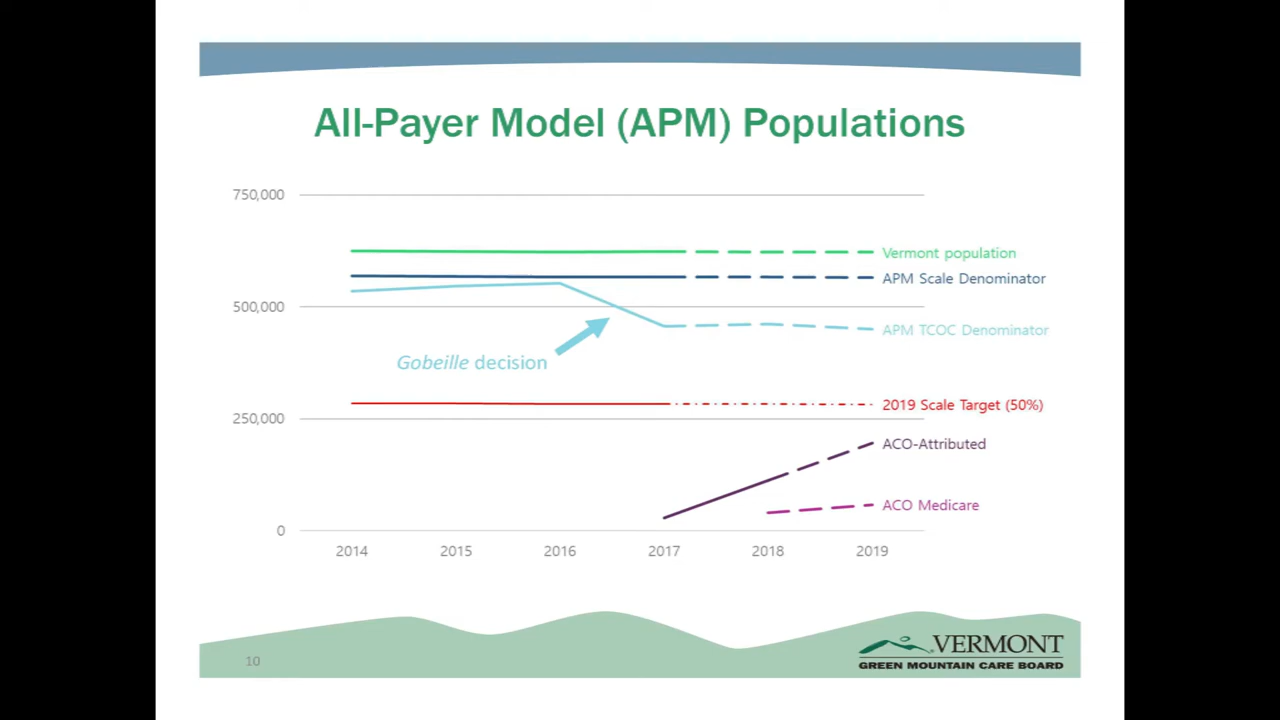 All-Payer Model (APM) Populations
750,000
Vermont population
APM Scale Denominator
500,000
APM TCOC Denominator
Gobeille decision
2019 Scale Target (50%)
250,000
ACO-Attributed
ACO Medicare
0
2014 2015 2016 2017 2018 2019
VERMONT
10
GREEN MOUNTAIN CARE BOARD